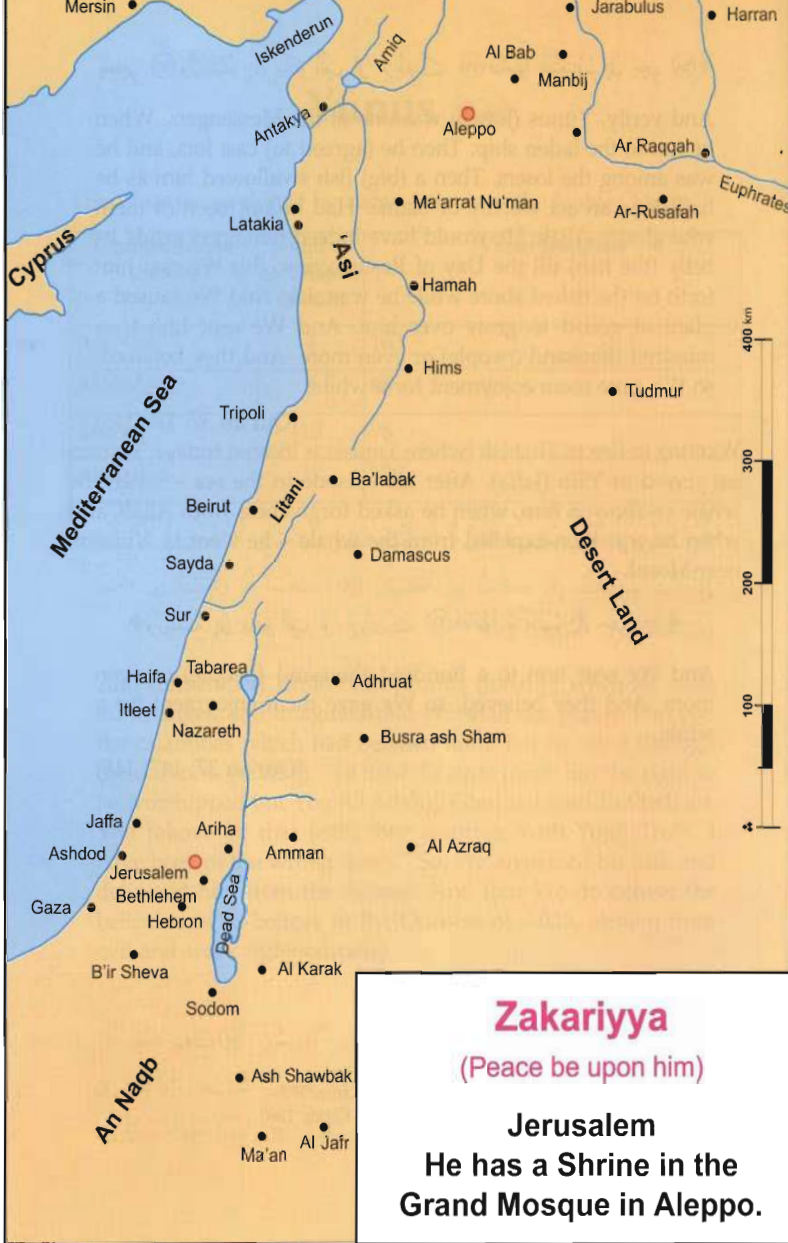 Mersin
Jarabulus
Harran
Iskenderun
Amiq
Al Bab
Manbij
Antakya
Aleppo
Ar Raqqah
Euphrates
Ma'arrat Nu'man
Ar-Rusafah
Latakia
'Asi
Cyprus
Hamah
400 km
Hims
Tudmur
Mediterranean Sea
Tripoli
300
Ba'labak
Litani
Beirut
Desert Land
Damascus
Sayda
200
Sur
Tabarea
Haifa
Adhruat
Itleet
100
Nazareth
Busra ash Sham
Jaffa
Ariha
Ashdod
Amman
Al Azraq
Jerusalem
Bethlehem
Gaza
Hebron
Dead Sea
B'ir Sheva
Al Karak
Sodom
An Naqb
Ash Shawbak
Al Jafr
Ma'an
Zakariyya
(Peace be upon him)
Jerusalem
He has a Shrine in the
Grand Mosque in Aleppo.